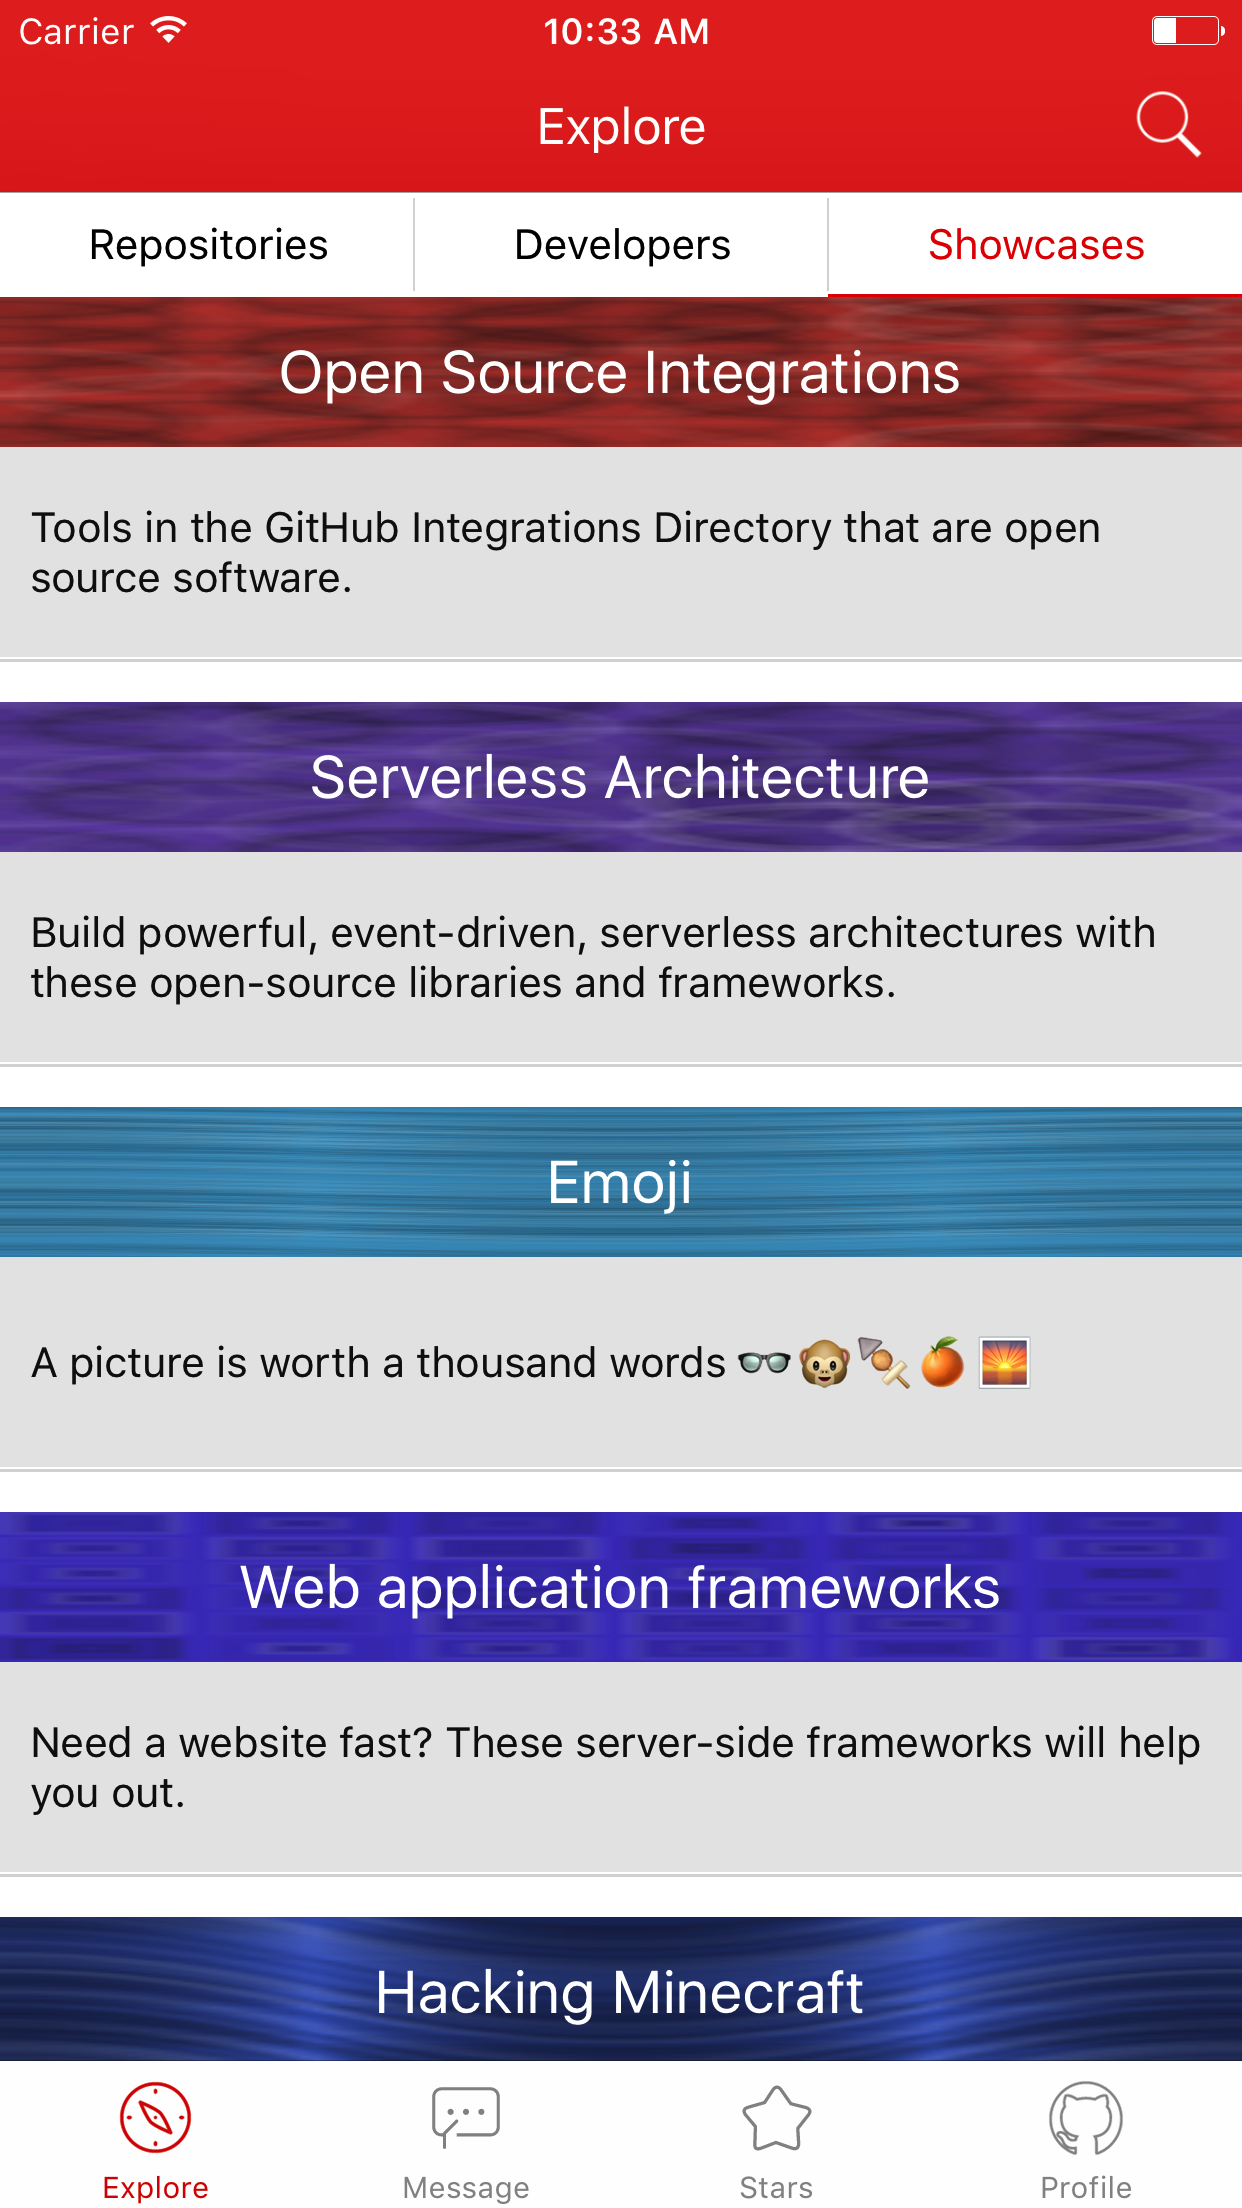 Carrier 10:33 AM
Explore
Repositories Developers Showcases
Open Source Integrations
Tools in the GitHub Integrations Directory that are open
source software.
Serverless Architecture
Build powerful, event-driven, serverless architectures with
these open-source libraries and frameworks.
Emoji
A picture is worth a thousand words 👓🐵🍢🍊🌅
Web application frameworks
Need a website fast? These server-side frameworks will help
you out.
Hacking Minecraft
Explore Message Stars Profile